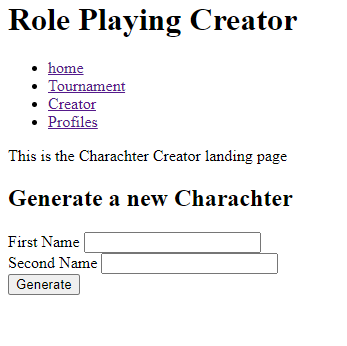 Role Playing Creator
home
Tournament
Creator
Profiles
This is the Charachter Creator landing page
Generate a new Charachter
First Name
Second Name
Generate